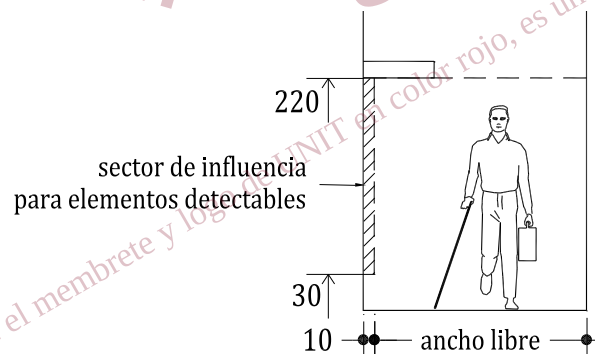 220
sector de influencia
para elementos detectables
30
10
ancho libre
el membrete y logo de UNIT en color rojo, es un